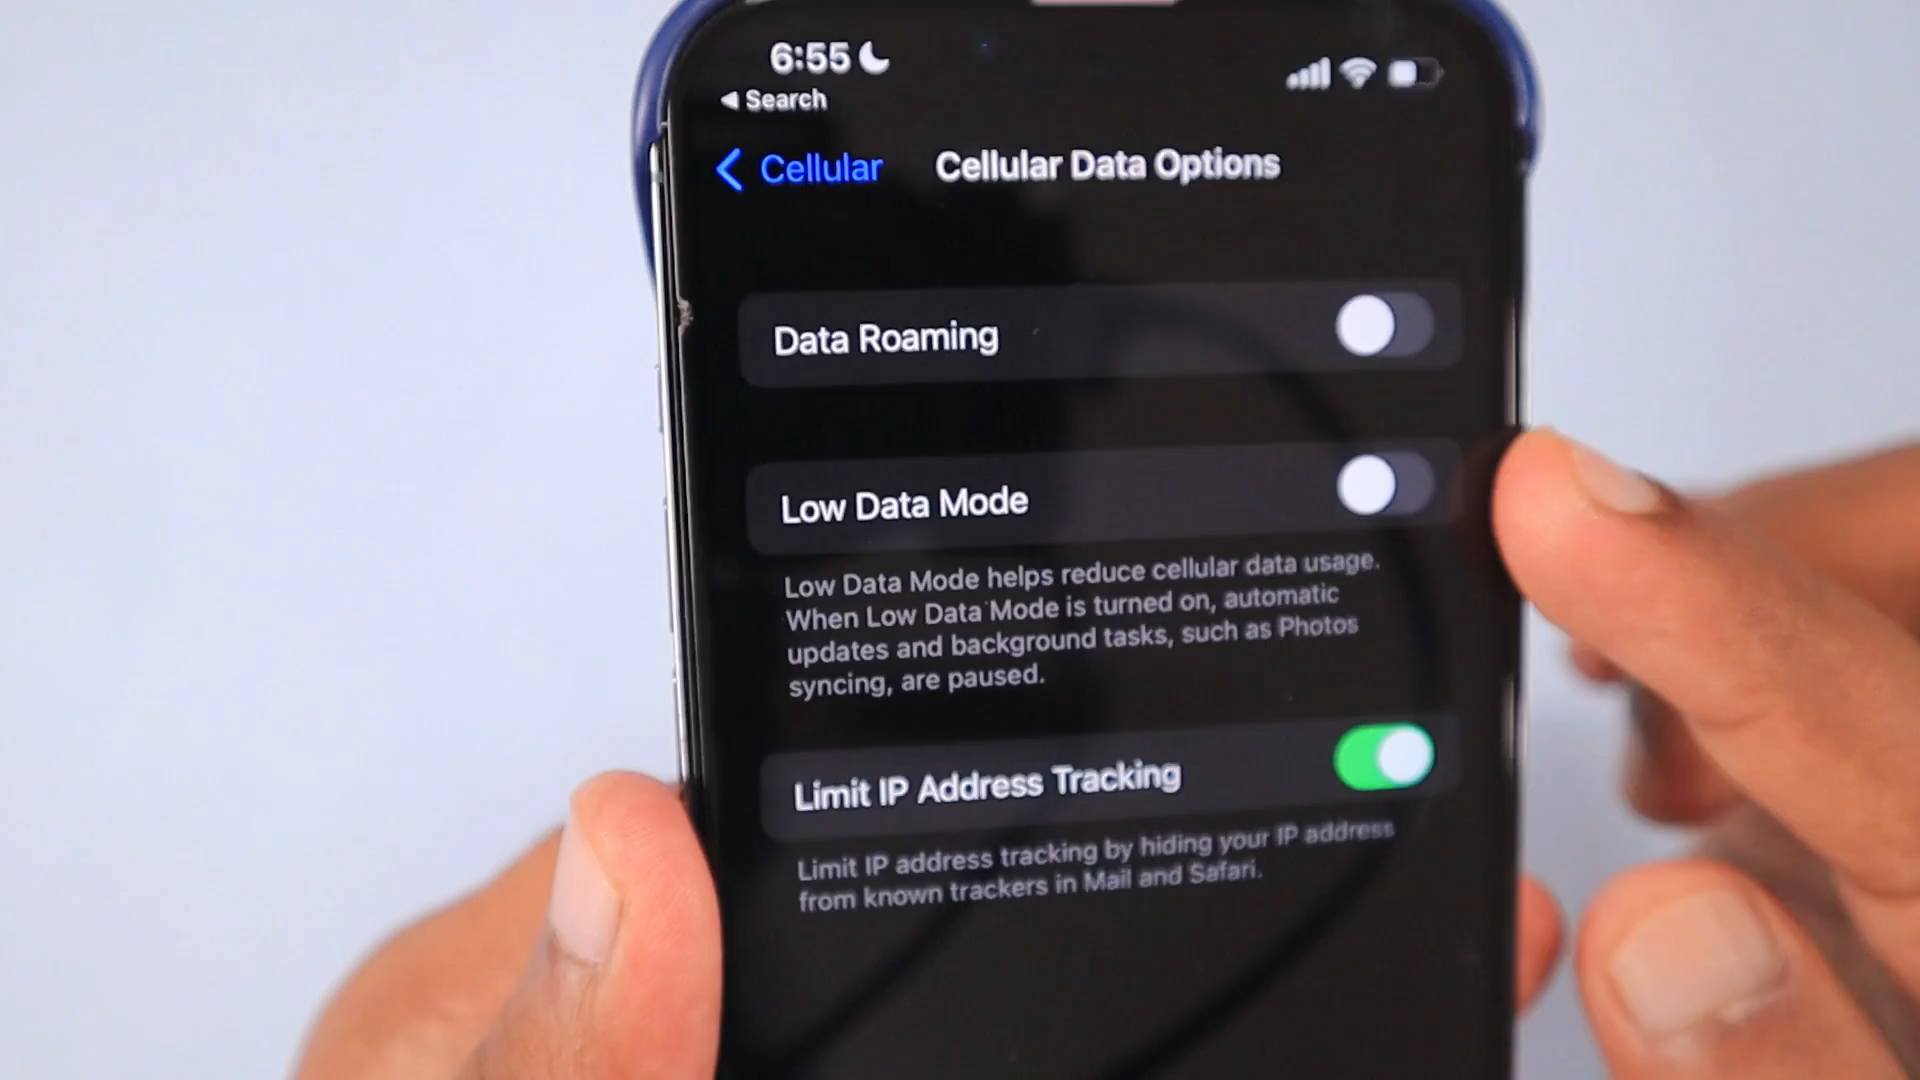 6:55
Search
Cellular
Cellular Data Options
Data Roaming
Low Data Mode
Low Data Mode helps reduce cellular data usage.
When Low Data Mode is turned on, automatic
updates and background tasks, such as Photos
syncing, are paused.
Limit IP Address Tracking
Limit IP address tracking by hiding your IP address
from known trackers in Mail and Safari.